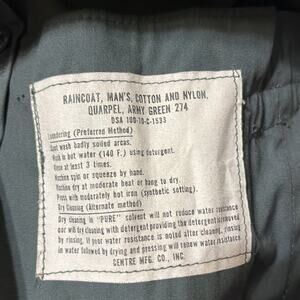 RAINCOAT, MAN'S, COTTON AND NYLON,
QUARPEL, ARMY GREEN 274
DSA 100-70-C-1533
Laundering (Preferred Method)
wash badly soiled areas.
in hot water (140 F.) using detergent.
Rinse at least 3 times.
Machine spin or squeeze by hand.
Machine dry at moderate heat or hang to dry.
Press with moderately hot iron (synthetic setting).
Dry Cleaning (Alternate method)
Dry cleaning in "PURE" solvent will not reduce water resistance
nor will dry cleaning with detergent providing the detergent is removed
by rinsing. If your water resistance is noted after cleaning, rinsing
in water followed by drying and pressing will renew water resistance.
CENTRE MFG. CO., INC.